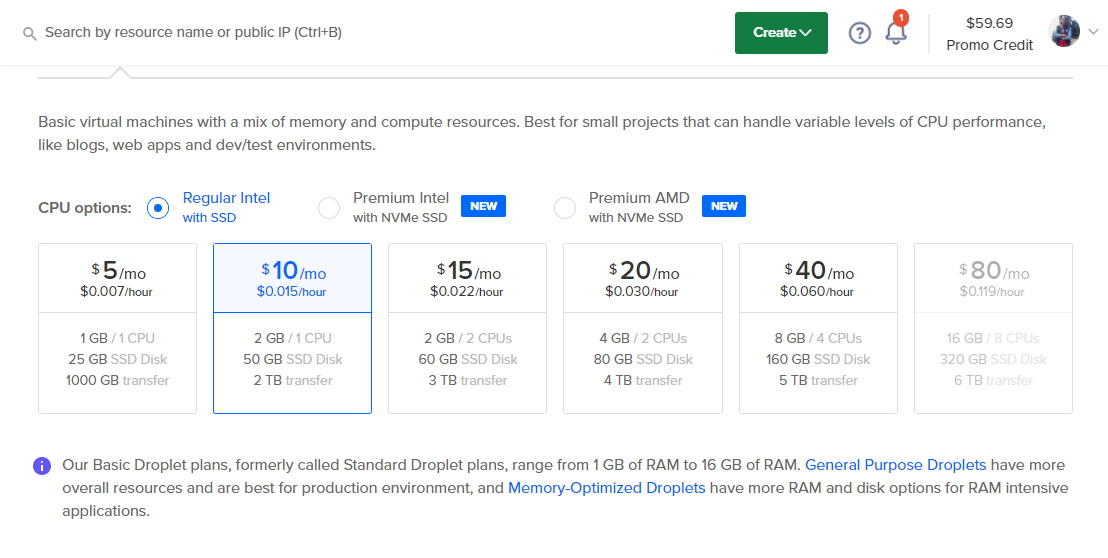 Search by resource name or public IP (Ctrl+B)
Create
?
1
$59.69
Promo Credit
Basic virtual machines with a mix of memory and compute resources. Best for small projects that can handle variable levels of CPU performance,
like blogs, web apps and dev/test environments.
CPU options:
Regular Intel
with SSD
Premium Intel
with NVMe SSD
NEW
Premium AMD
with NVMe SSD
NEW
$5/mo
$0.007/hour
1 GB / 1 CPU
25 GB SSD Disk
1000 GB transfer
$10/mo
$0.015/hour
2 GB / 1 CPU
50 GB SSD Disk
2 TB transfer
$15/mo
$0.022/hour
2 GB / 2 CPUs
60 GB SSD Disk
3 TB transfer
$20/mo
$0.030/hour
4 GB / 2 CPUs
80 GB SSD Disk
4 TB transfer
$40/mo
$0.060/hour
8 GB / 4 CPUs
160 GB SSD Disk
5 TB transfer
$80/mo
$0.119/hour
16 GB / 8 CPUs
320 GB SSD Disk
6 TB transfer
i
Our Basic Droplet plans, formerly called Standard Droplet plans, range from 1 GB of RAM to 16 GB of RAM. General Purpose Droplets have more
overall resources and are best for production environment, and Memory-Optimized Droplets have more RAM and disk options for RAM intensive
applications.